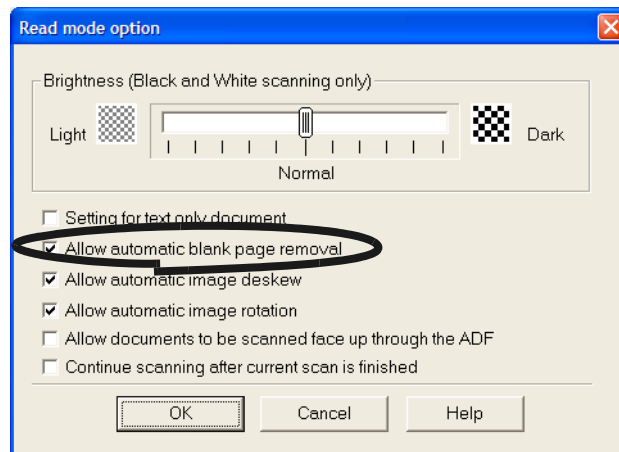 Read mode option
Brightness (Black and White scanning only)
Light
Dark
Normal
Setting for text only document
Allow automatic blank page removal
Allow automatic image deskew
Allow automatic image rotation
Allow documents to be scanned face up through the ADF
Continue scanning after current scan is finished
OK Cancel Help